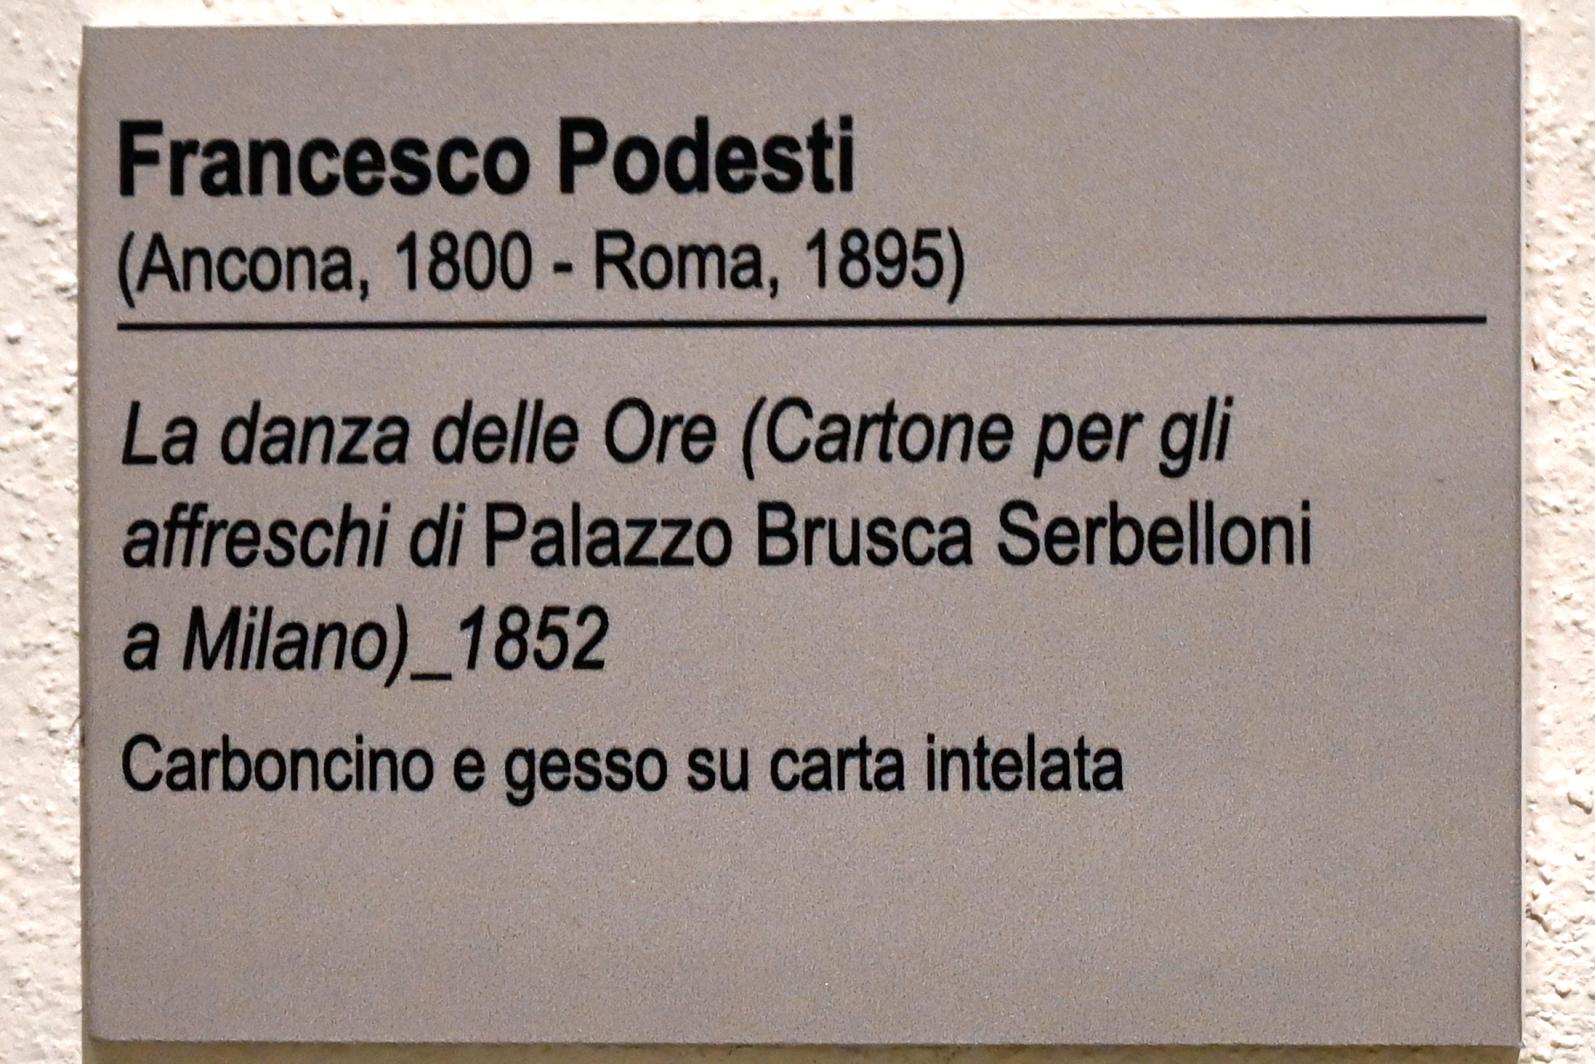 Francesco Podesti
(Ancona, 1800 - Roma, 1895)
La danza delle Ore (Cartone per gli
affreschi di Palazzo Brusca Serbelloni
a Milano)_1852
Carboncino e gesso su carta intelata